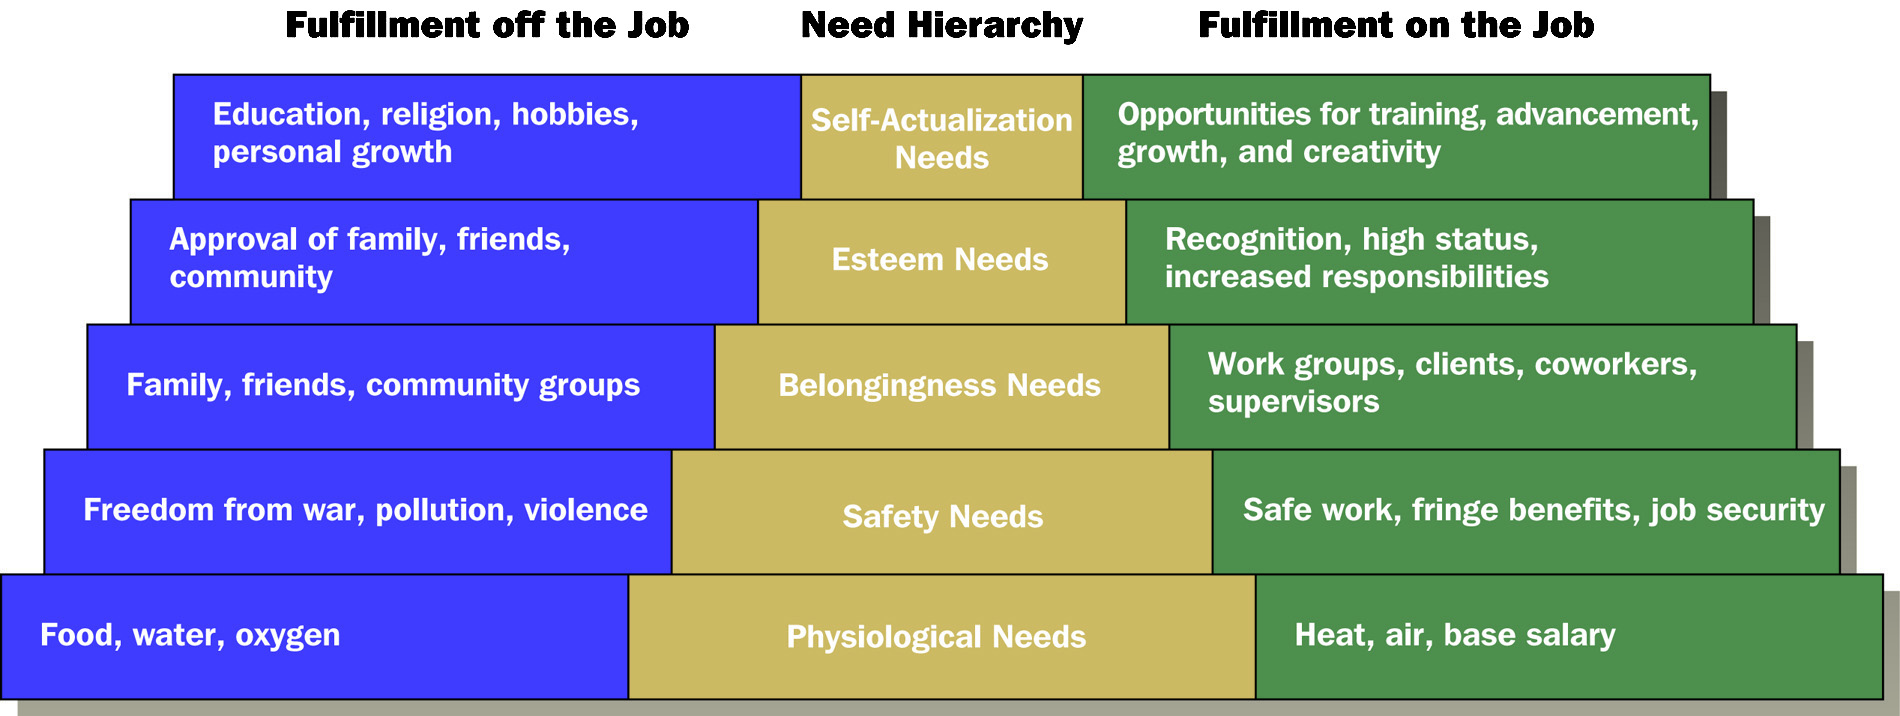 Fulfillment off the Job
Need Hierarchy
Fulfillment on the Job
Education, religion, hobbies,
personal growth
Self-Actualization
Needs
Opportunities for training, advancement,
growth, and creativity
Approval of family, friends,
community
Esteem Needs
Recognition, high status,
increased responsibilities
Family, friends, community groups
Belongingness Needs
Work groups, clients, coworkers,
supervisors
Freedom from war, pollution, violence
Safety Needs
Safe work, fringe benefits, job security
Food, water, oxygen
Physiological Needs
Heat, air, base salary